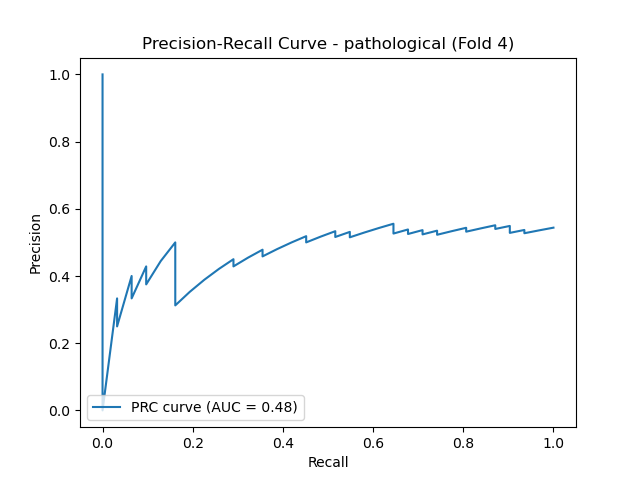 Precision-Recall Curve - pathological (Fold 4)
1.0
0.8
0.6
0.4
0.2
0.0
Precision
PRC curve (AUC = 0.48)
0.0 0.2 0.4 0.6 0.8 1.0
Recall